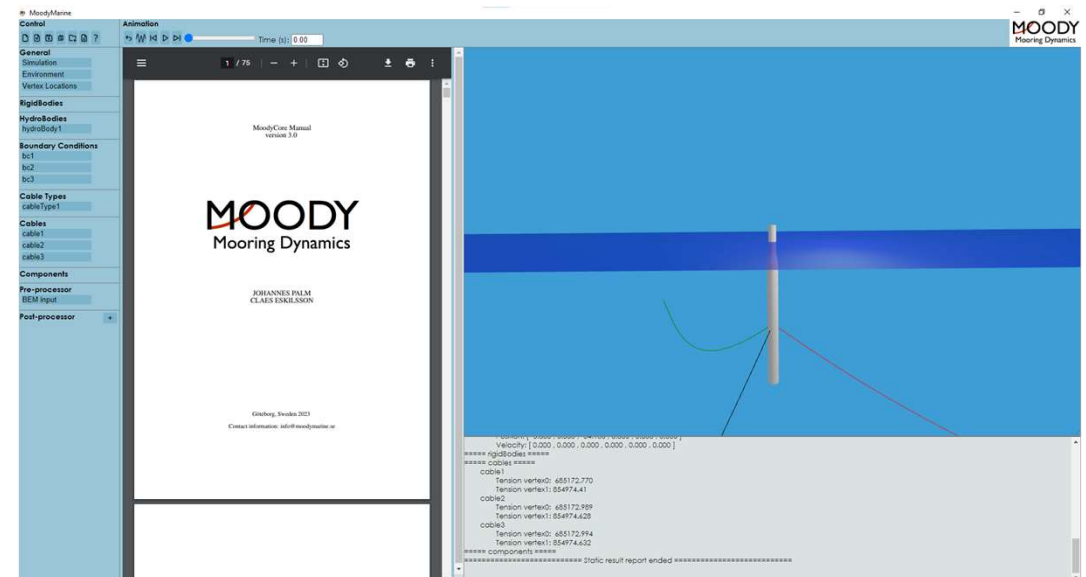 MoodyMarine
Control
Animation
?
Time (s): 0.00
MOODY
Mooring Dynamics
General
Simulation
Environment
Vertex Locations
RigidBodies
HydroBodies
hydroBody1
Boundary Conditions
bc1
bc2
bc3
Cable Types
cableType1
Cables
cable1
cable2
cable3
Components
Pre-processor
BEM input
Post-processor +
1 / 75
MoodyCore Manual
version 3.0
MOODY
Mooring Dynamics
JOHANNES PALM
CLAES ESKILSSON
Göteborg, Sweden 2023
Contact information: info@moodymarine.se
Velocity: [ 0.000 , 0.000 , 0.000 , 0.000 , 0.000 , 0.000 ]
===== rigidBodies =====
===== cables =====
cable1
Tension vertex0: 685172.770
Tension vertex1: 854974.41
cable2
Tension vertex0: 685172.989
Tension vertex1: 854974.628
cable3
Tension vertex0: 685172.994
Tension vertex1: 854974.632
===== components =====
========================== Static result report ended ==========================